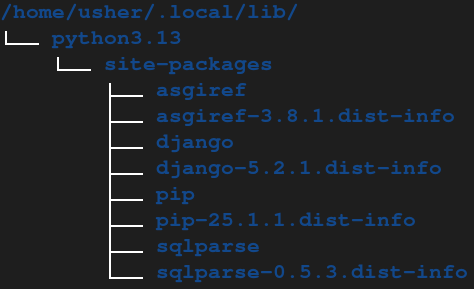 /home/usher/.local/lib/
python3.13
site-packages
asgiref
asgiref-3.8.1.dist-info
django
django-5.2.1.dist-info
pip
pip-25.1.1.dist-info
sqlparse
sqlparse-0.5.3.dist-info